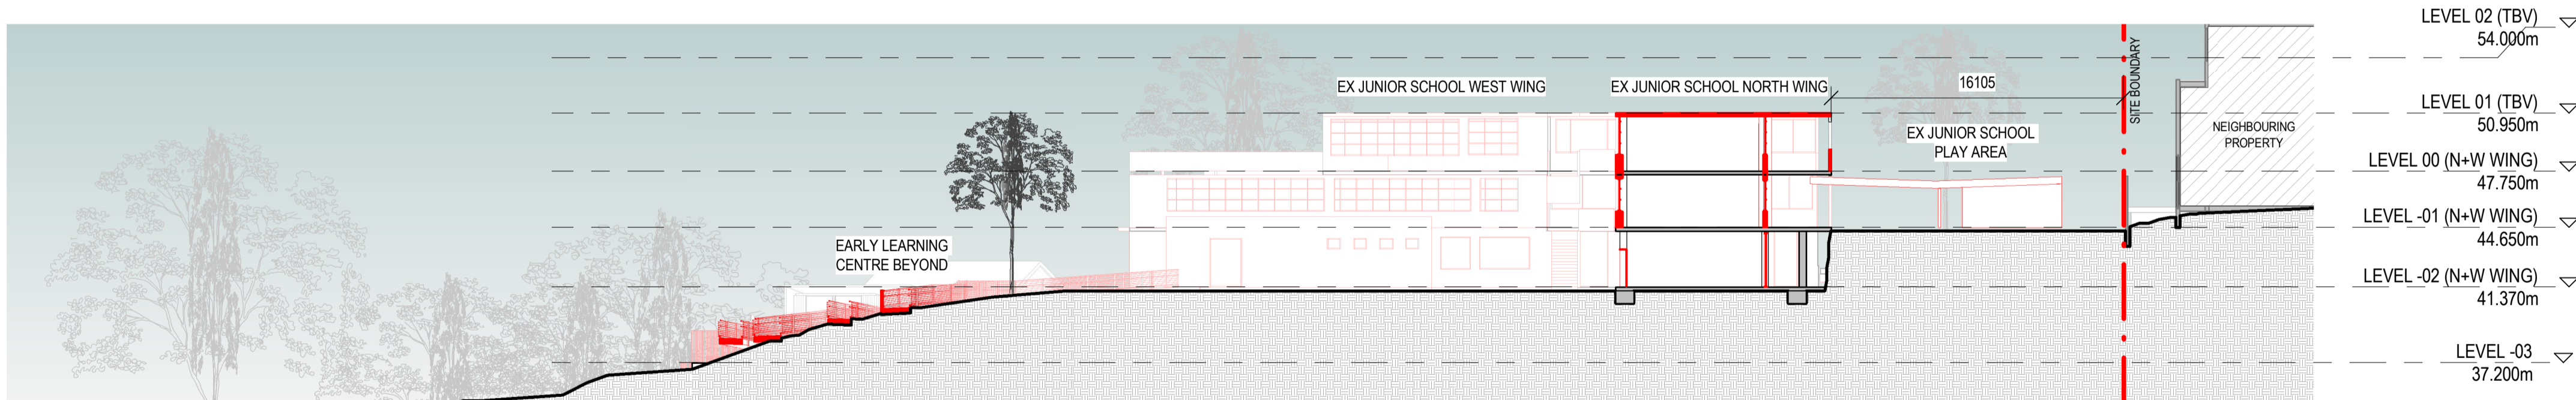 LEVEL 02 (TBV)
54.000m
SITE BOUNDARY
EX JUNIOR SCHOOL WEST WING
EX JUNIOR SCHOOL NORTH WING
16105
LEVEL 01 (TBV)
50.950m
EX JUNIOR SCHOOL
PLAY AREA
NEIGHBOURING
PROPERTY
LEVEL 00 (N+W WING)
47.750m
LEVEL -01 (N+W WING)
44.650m
EARLY LEARNING
CENTRE BEYOND
LEVEL -02 (N+W WING)
41.370m
LEVEL -03
37.200m